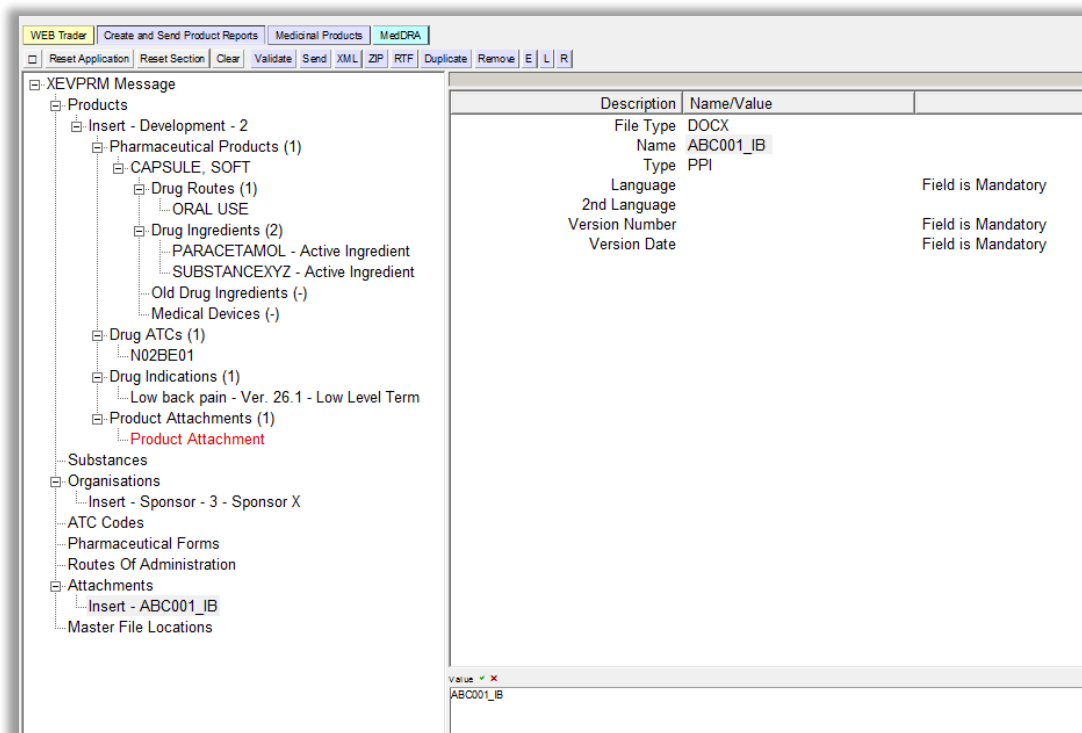 WEB Trader Create and Send Product Reports Medicinal Products MedDRA
Reset Application Reset Section Clear Validate Send XML ZIP RTF Duplicate Remove E L R
XEVPRM Message
Products
Insert - Development - 2
Pharmaceutical Products (1)
CAPSULE, SOFT
Drug Routes (1)
ORAL USE
Drug Ingredients (2)
PARACETAMOL - Active Ingredient
SUBSTANCEXYZ - Active Ingredient
Old Drug Ingredients (-)
Medical Devices (-)
Drug ATCs (1)
N02BE01
Drug Indications (1)
Low back pain - Ver. 26.1 - Low Level Term
Product Attachments (1)
Product Attachment
Substances
Organisations
Insert - Sponsor - 3 - Sponsor X
ATC Codes
Pharmaceutical Forms
Routes Of Administration
Attachments
Insert - ABC001_IB
Master File Locations
Description Name/Value
File Type DOCX
Name ABC001_IB
Type PPI
Language Field is Mandatory
2nd Language
Version Number Field is Mandatory
Version Date Field is Mandatory
Value
ABC001_IB